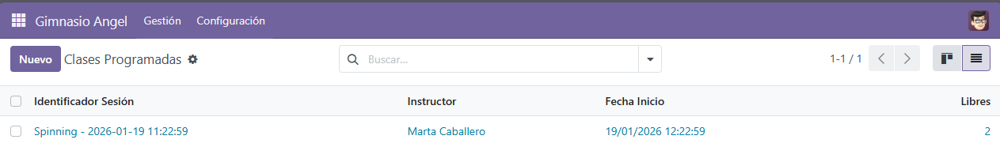 Gimnasio Angel Gestión Configuración
Nuevo Clases Programadas Buscar... 1-1 / 1
Identificador Sesión Instructor Fecha Inicio Libres
Spinning - 2026-01-19 11:22:59 Marta Caballero 19/01/2026 12:22:59 2